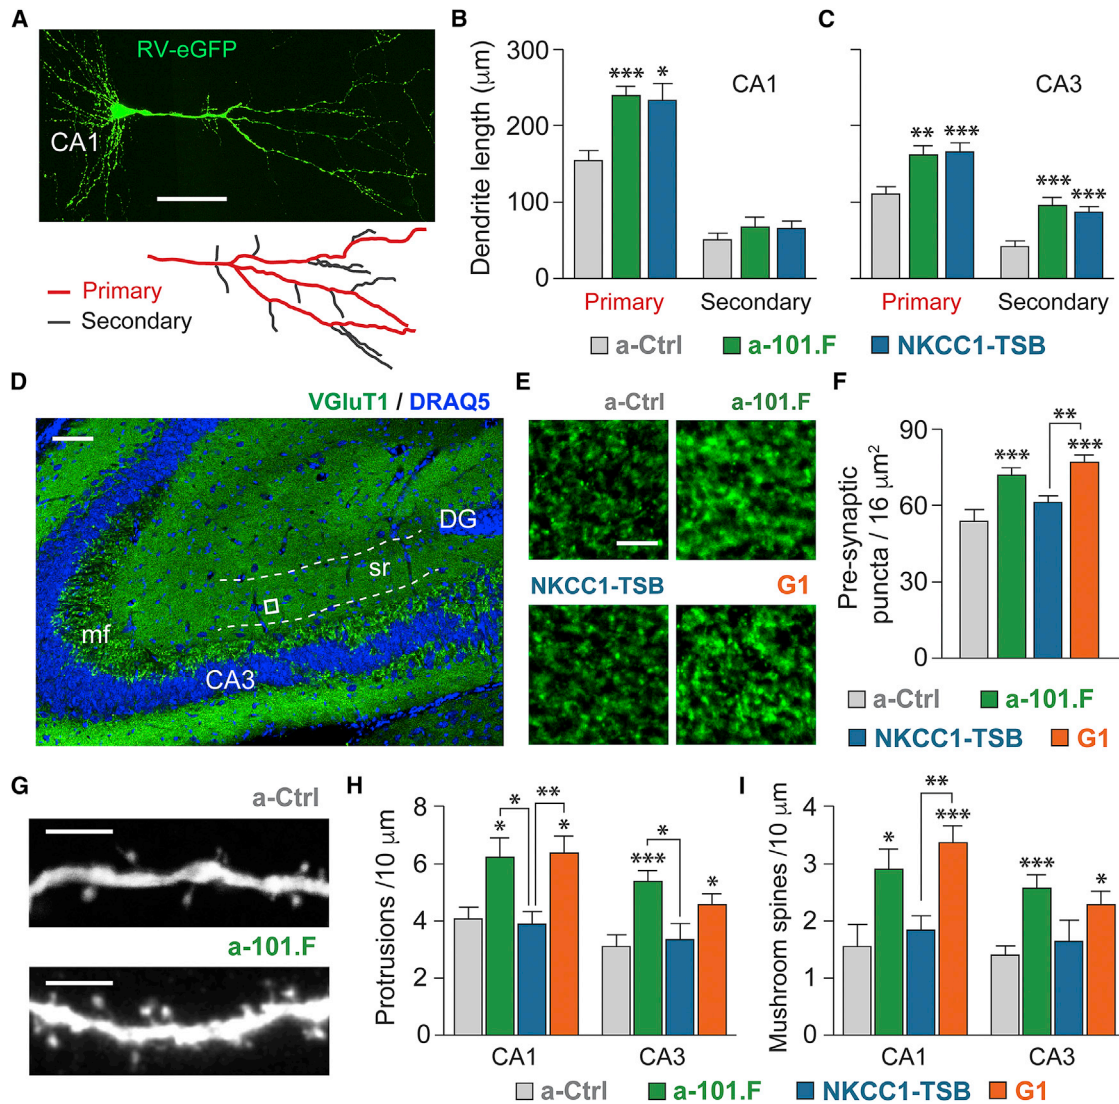 A
RV-eGFP
CA1
Primary
Secondary
B
Dendrite length (μm)
300
200
100
0
*** *
CA1
Primary Secondary
C
CA3
** ***
*** ***
Primary Secondary
a-Ctrl a-101.F NKCC1-TSB
D
VGluT1 / DRAQ5
DG
sr
mf
CA3
E
a-Ctrl a-101.F
NKCC1-TSB G1
F
Pre-synaptic
puncta / 16 μm²
90
60
30
0
**
*** ***
a-Ctrl a-101.F
NKCC1-TSB G1
G
a-Ctrl
a-101.F
H
Protrusions /10 μm
8
6
4
2
0
* **
* *
*
*** *
CA1 CA3
I
Mushroom spines /10 μm
4
3
2
1
0
**
* ***
*** *
CA1 CA3
a-Ctrl a-101.F NKCC1-TSB G1